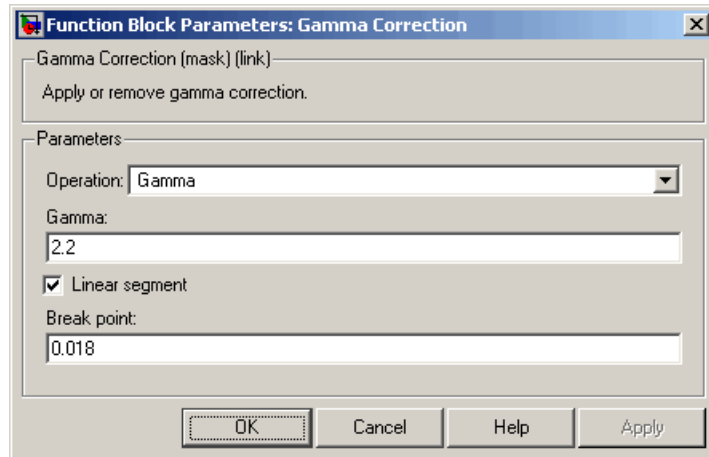 Function Block Parameters: Gamma Correction
Gamma Correction (mask) (link)
Apply or remove gamma correction.
Parameters
Operation: Gamma
Gamma:
2.2
Linear segment
Break point:
0.018
OK Cancel Help Apply